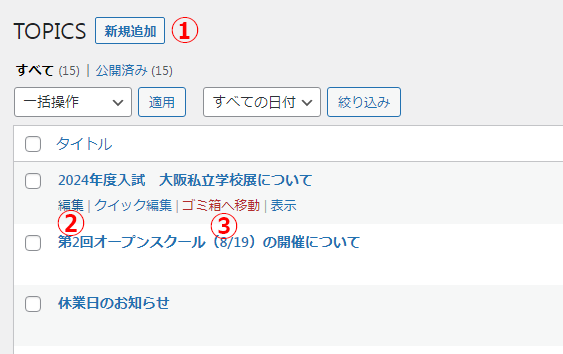 TOPICS 新規追加 ①
すべて (15) | 公開済み (15)
一括操作 適用 すべての日付 絞り込み
タイトル
2024年度入試　大阪私立学校展について
編集 | クイック編集 | ゴミ箱へ移動 | 表示
② ③
第2回オープンスクール（8/19）の開催について
休業日のお知らせ